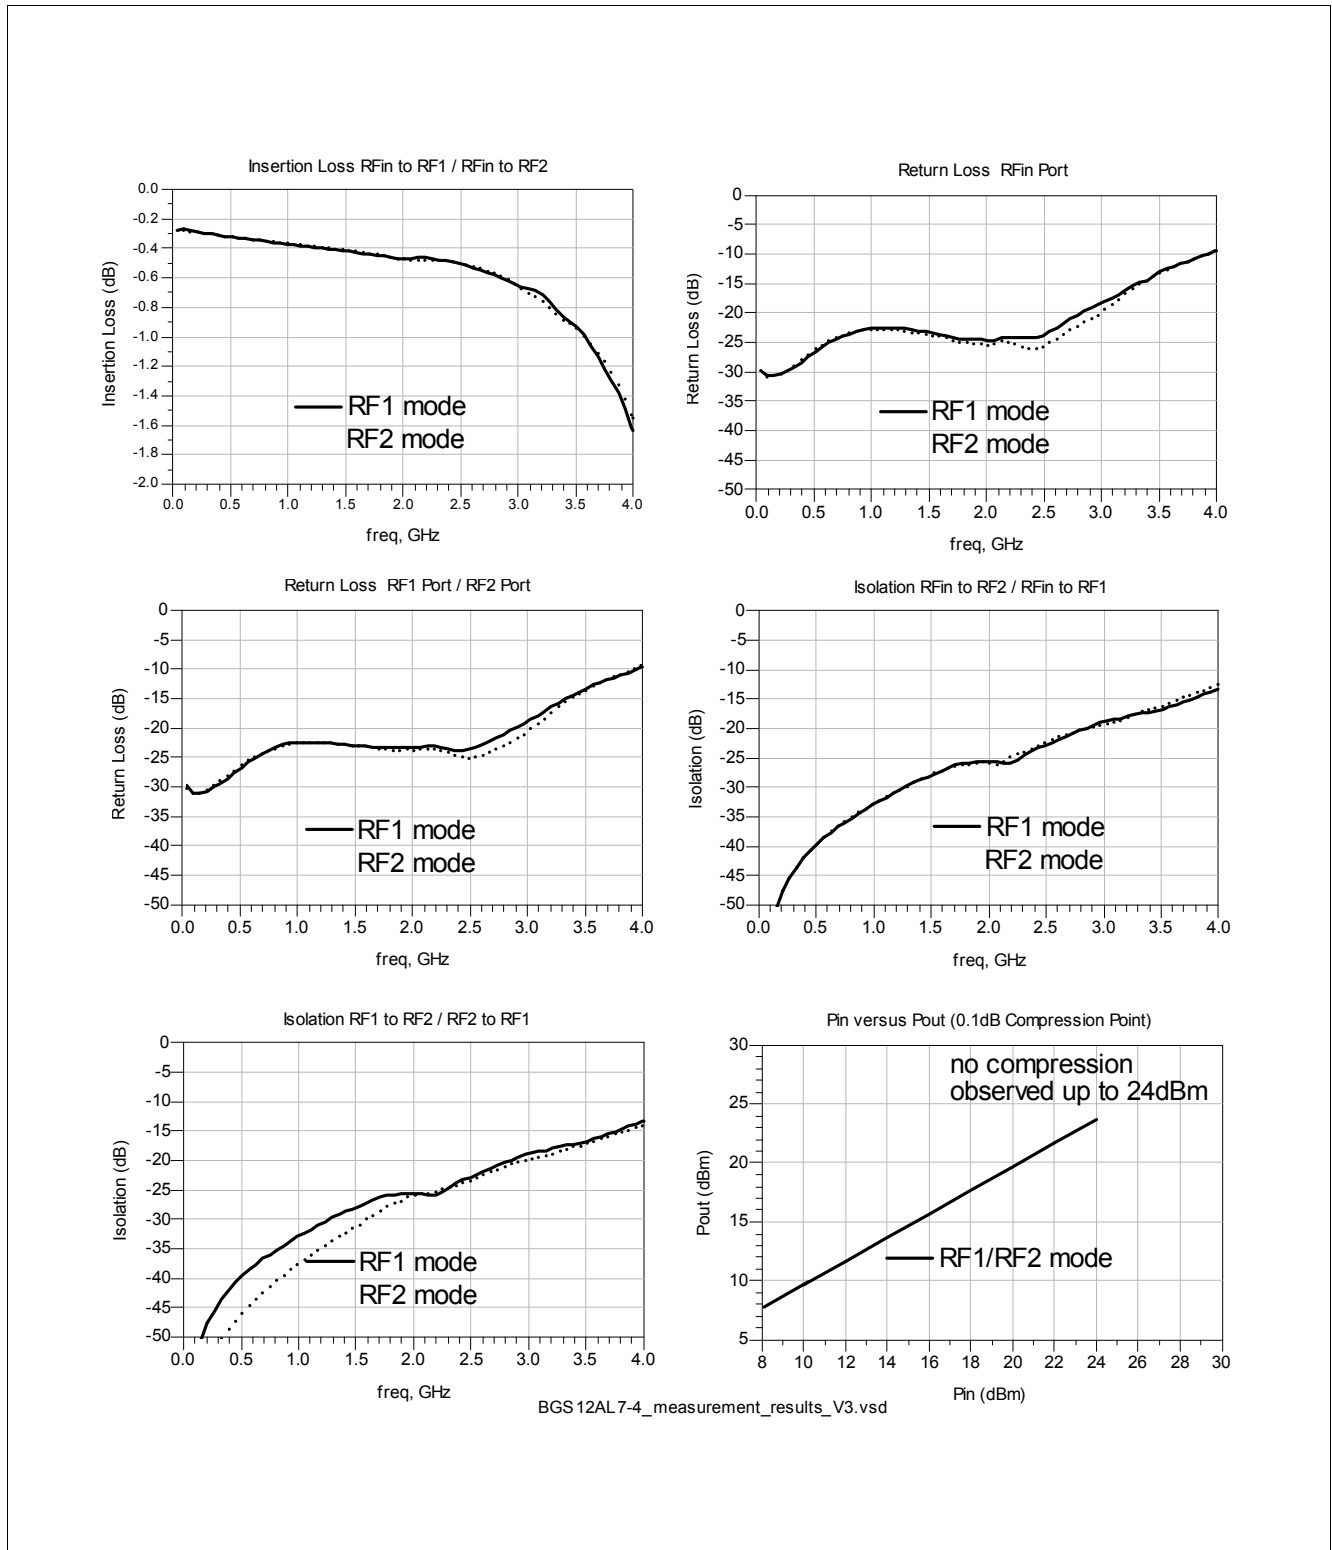 Insertion Loss RFin to RF1 / RFin to RF2
0.0
-0.2
-0.4
-0.6
-0.8
-1.0
-1.2
-1.4
-1.6
-1.8
-2.0
Insertion Loss (dB)
RF1 mode
RF2 mode
0.0 0.5 1.0 1.5 2.0 2.5 3.0 3.5 4.0
freq, GHz
Return Loss RFin Port
0
-5
-10
-15
-20
-25
-30
-35
-40
-45
-50
Return Loss (dB)
RF1 mode
RF2 mode
0.0 0.5 1.0 1.5 2.0 2.5 3.0 3.5 4.0
freq, GHz
Return Loss RF1 Port / RF2 Port
0
-5
-10
-15
-20
-25
-30
-35
-40
-45
-50
Return Loss (dB)
RF1 mode
RF2 mode
0.0 0.5 1.0 1.5 2.0 2.5 3.0 3.5 4.0
freq, GHz
Isolation RFin to RF2 / RFin to RF1
0
-5
-10
-15
-20
-25
-30
-35
-40
-45
-50
Isolation (dB)
RF1 mode
RF2 mode
0.0 0.5 1.0 1.5 2.0 2.5 3.0 3.5 4.0
freq, GHz
Isolation RF1 to RF2 / RF2 to RF1
0
-5
-10
-15
-20
-25
-30
-35
-40
-45
-50
Isolation (dB)
RF1 mode
RF2 mode
0.0 0.5 1.0 1.5 2.0 2.5 3.0 3.5 4.0
freq, GHz
Pin versus Pout (0.1dB Compression Point)
30
25
20
15
10
5
Pout (dBm)
no compression
observed up to 24dBm
RF1/RF2 mode
8 10 12 14 16 18 20 22 24 26 28 30
Pin (dBm)
BGS12AL7-4_measurement_results_V3.vsd